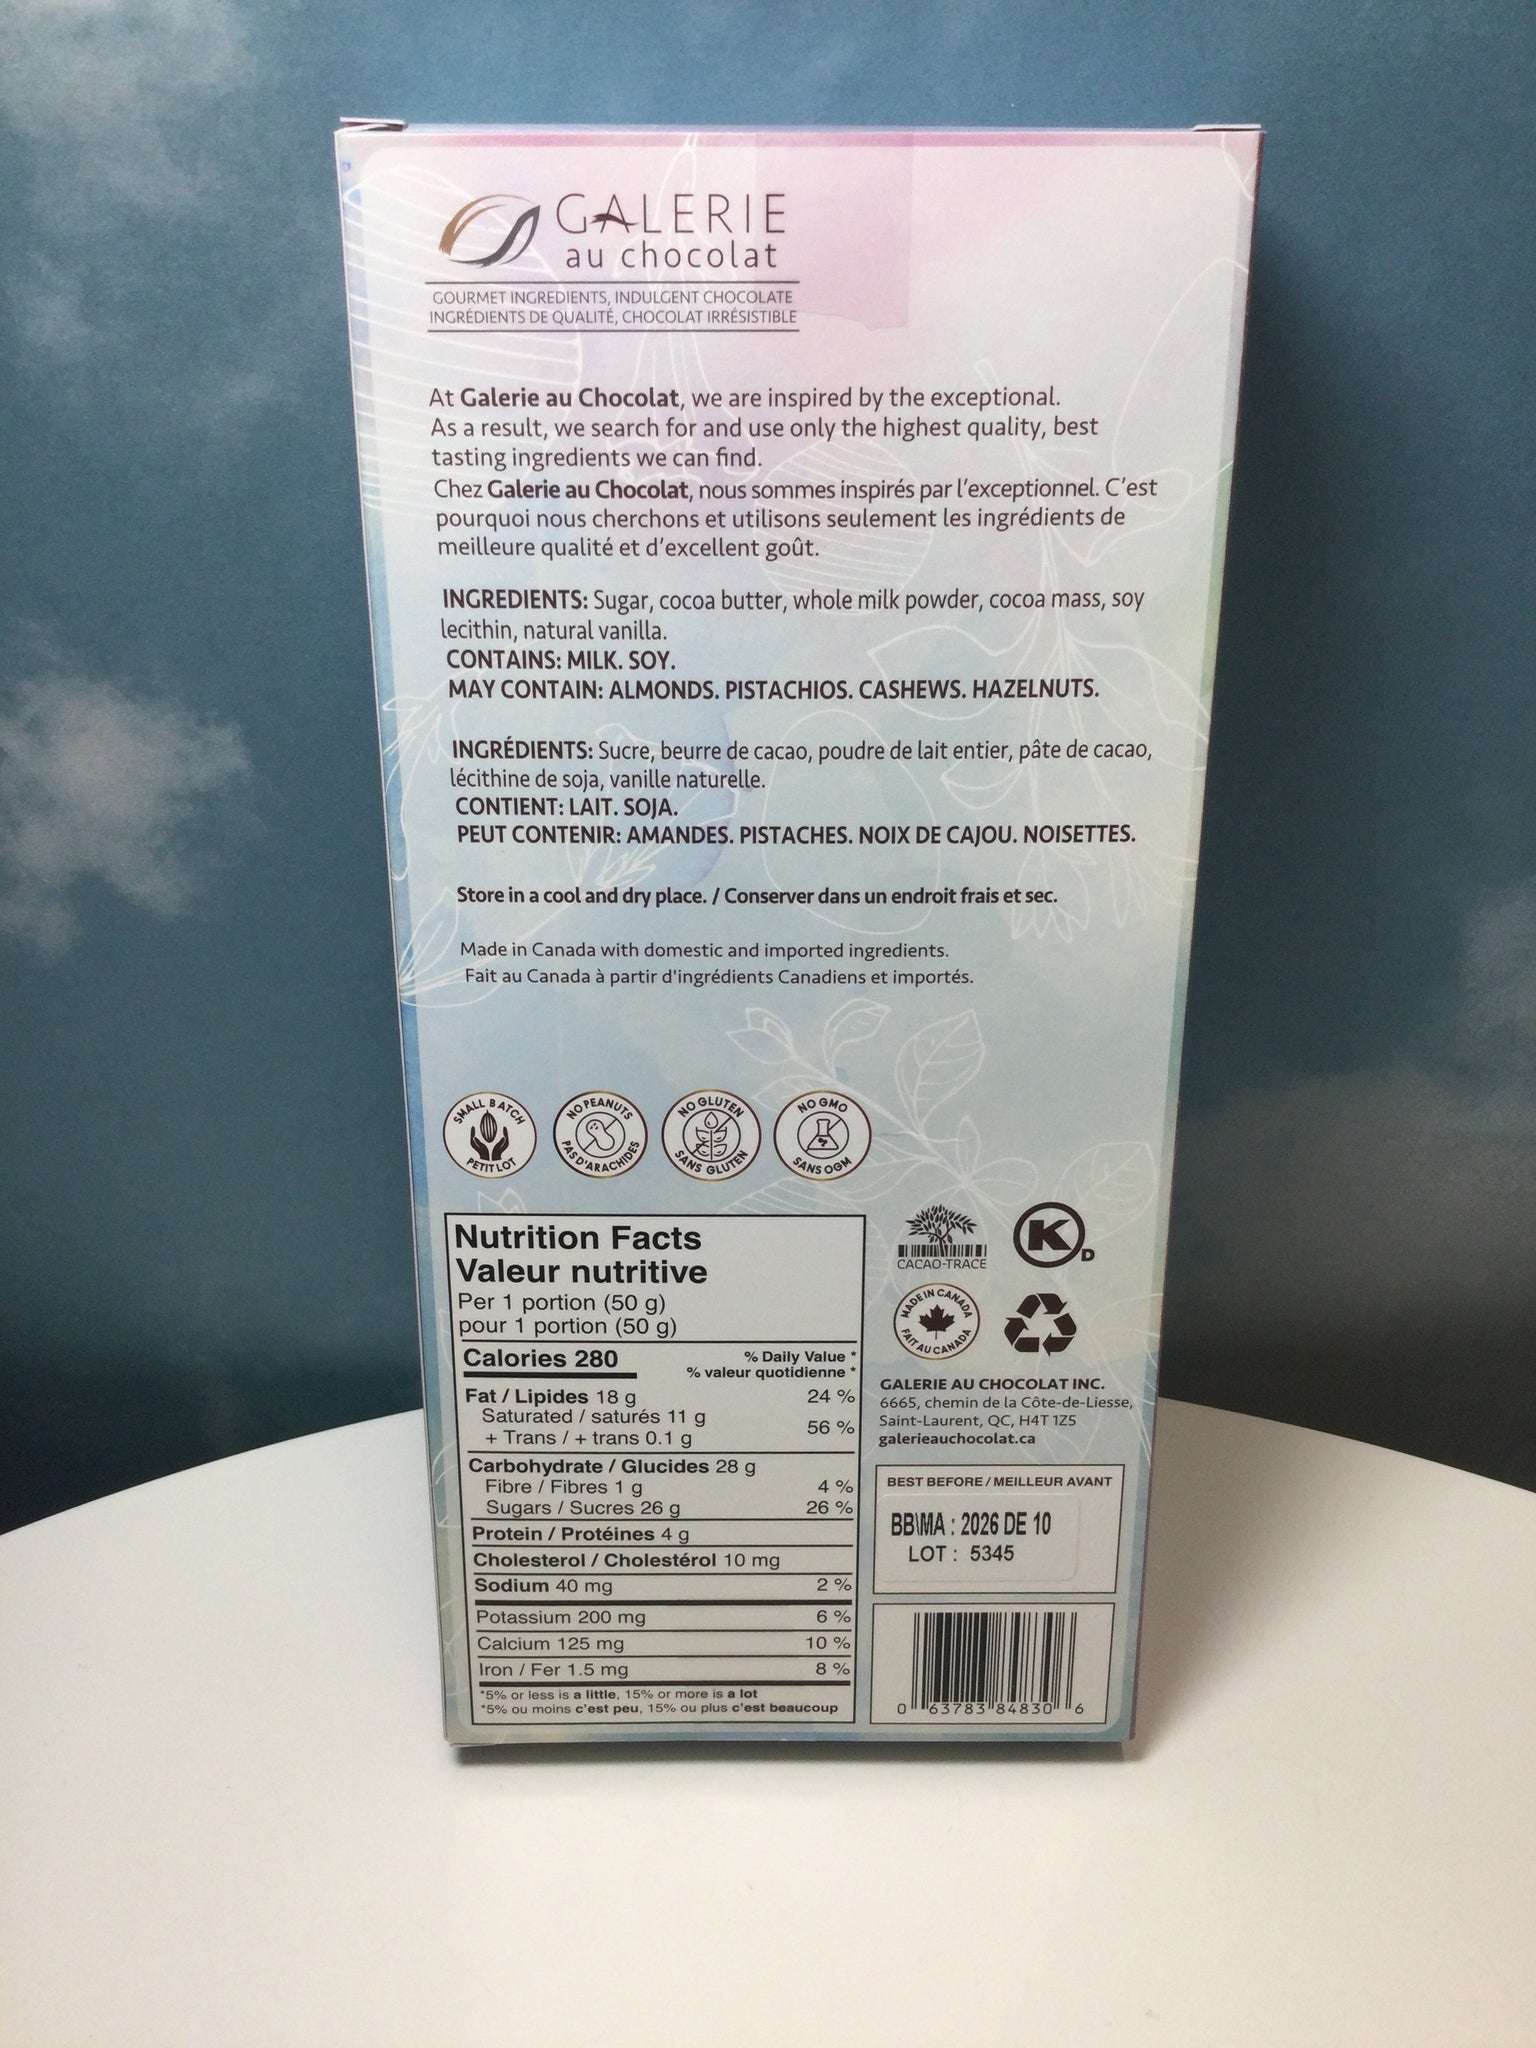 GALERIE
au chocolat
GOURMET INGREDIENTS, INDULGENT CHOCOLATE
INGRÉDIENTS DE QUALITÉ, CHOCOLAT IRRÉSISTIBLE
At Galerie au Chocolat, we are inspired by the exceptional.
As a result, we search for and use only the highest quality, best
tasting ingredients we can find.
Chez Galerie au Chocolat, nous sommes inspirés par l'exceptionnel. C'est
pourquoi nous cherchons et utilisons seulement les ingrédients de
meilleure qualité et d'excellent goût.
INGREDIENTS: Sugar, cocoa butter, whole milk powder, cocoa mass, soy
lecithin, natural vanilla.
CONTAINS: MILK. SOY.
MAY CONTAIN: ALMONDS. PISTACHIOS. CASHEWS. HAZELNUTS.
INGRÉDIENTS: Sucre, beurre de cacao, poudre de lait entier, pâte de cacao,
lécithine de soja, vanille naturelle.
CONTIENT: LAIT. SOJA.
PEUT CONTENIR: AMANDES. PISTACHES. NOIX DE CAJOU. NOISETTES.
Store in a cool and dry place. / Conserver dans un endroit frais et sec.
Made in Canada with domestic and imported ingredients.
Fait au Canada à partir d'ingrédients Canadiens et importés.
SMALL BATCH
PETIT LOT
NO PEANUTS
PAS D'ARACHIDES
NO GLUTEN
SANS GLUTEN
NO GMO
SANS OGM
Nutrition Facts
Valeur nutritive
Per 1 portion (50 g)
pour 1 portion (50 g)
Calories 280
% Daily Value *
% valeur quotidienne *
Fat / Lipides 18 g 24 %
Saturated / saturés 11 g
+ Trans / + trans 0.1 g 56 %
Carbohydrate / Glucides 28 g
Fibre / Fibres 1 g 4 %
Sugars / Sucres 26 g 26 %
Protein / Protéines 4 g
Cholesterol / Cholestérol 10 mg
Sodium 40 mg 2 %
Potassium 200 mg 6 %
Calcium 125 mg 10 %
Iron / Fer 1.5 mg 8 %
*5% or less is a little, 15% or more is a lot
*5% ou moins c'est peu, 15% ou plus c'est beaucoup
CACAO-TRACE
K D
MADE IN CANADA
FAIT AU CANADA
GALERIE AU CHOCOLAT INC.
6665, chemin de la Côte-de-Liesse,
Saint-Laurent, QC, H4T 1Z5
galerieauchocolat.ca
BEST BEFORE / MEILLEUR AVANT
BB\MA : 2026 DE 10
LOT : 5345
0 63783 84830 6